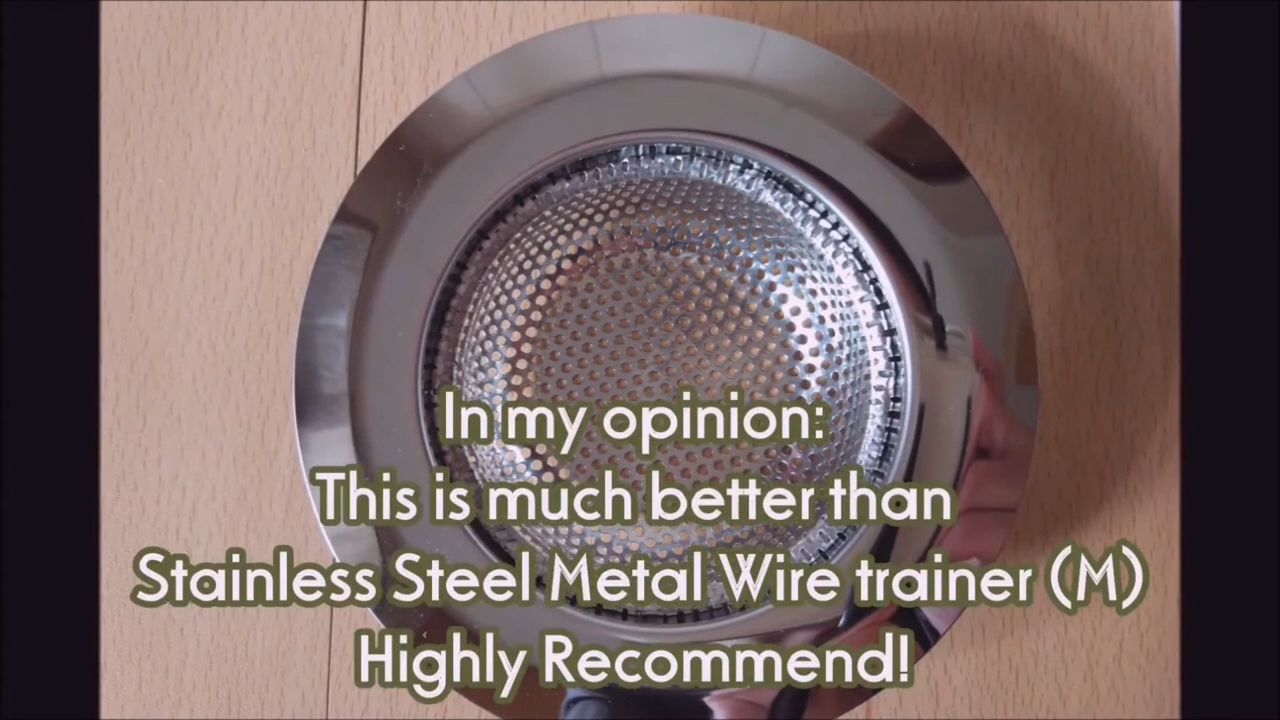 In my opinion:
This is much better than
Stainless Steel Metal Wire trainer (M)
Highly Recommend!